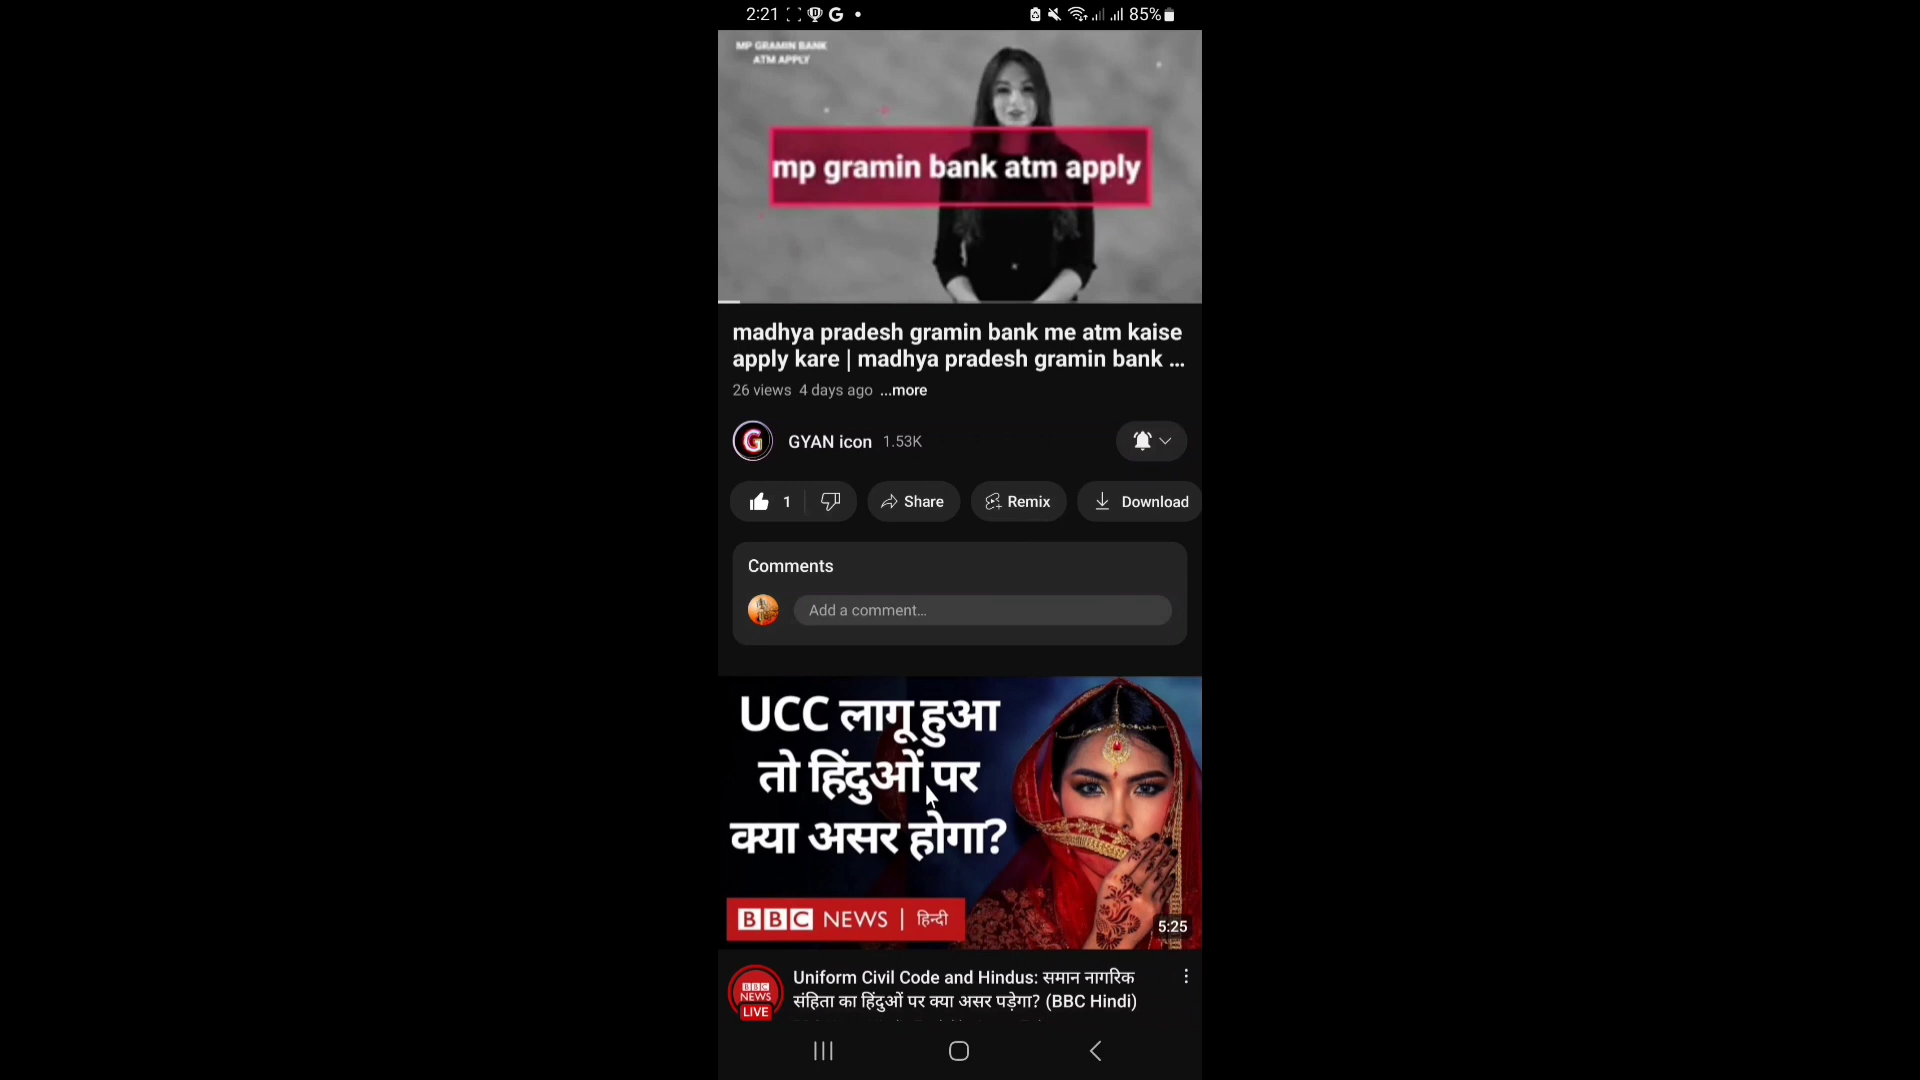 2:21
85%
MP GRAMIN BANK
ATM APPLY
mp gramin bank atm apply
madhya pradesh gramin bank me atm kaise
apply kare | madhya pradesh gramin bank ...
26 views 4 days ago ...more
GYAN icon 1.53K
1 Share Remix Download
Comments
Add a comment...
UCC लागू हुआ
तो हिंदुओं पर
क्या असर होगा?
BBC NEWS | हिन्दी
5:25
Uniform Civil Code and Hindus: समान नागरिक
संहिता का हिंदुओं पर क्या असर पड़ेगा? (BBC Hindi)
BBC
NEWS
LIVE